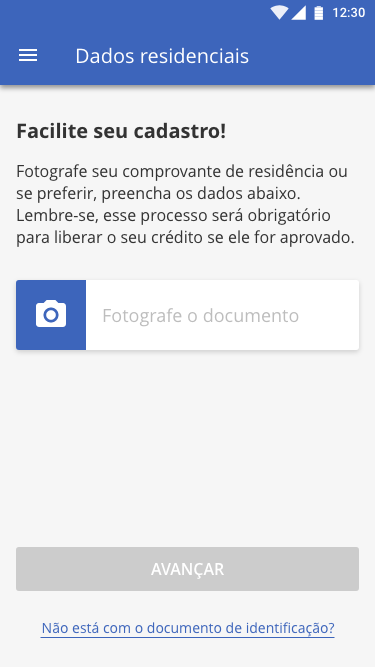 12:30
Dados residenciais
Facilite seu cadastro!
Fotografe seu comprovante de residência ou
se preferir, preencha os dados abaixo.
Lembre-se, esse processo será obrigatório
para liberar o seu crédito se ele for aprovado.
Fotografe o documento
AVANÇAR
Não está com o documento de identificação?